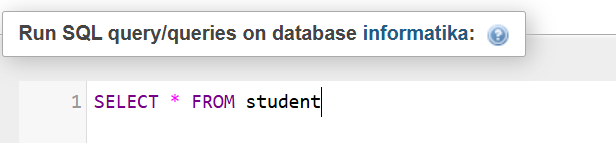 Run SQL query/queries on database informatika:
1 SELECT * FROM student